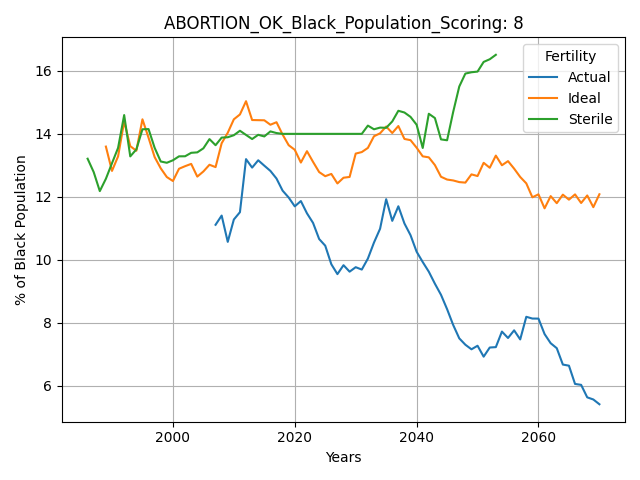 ABORTION_OK_Black_Population_Scoring: 8
Fertility
Actual
Ideal
Sterile
% of Black Population
16
14
12
10
8
6
2000 2020 2040 2060
Years